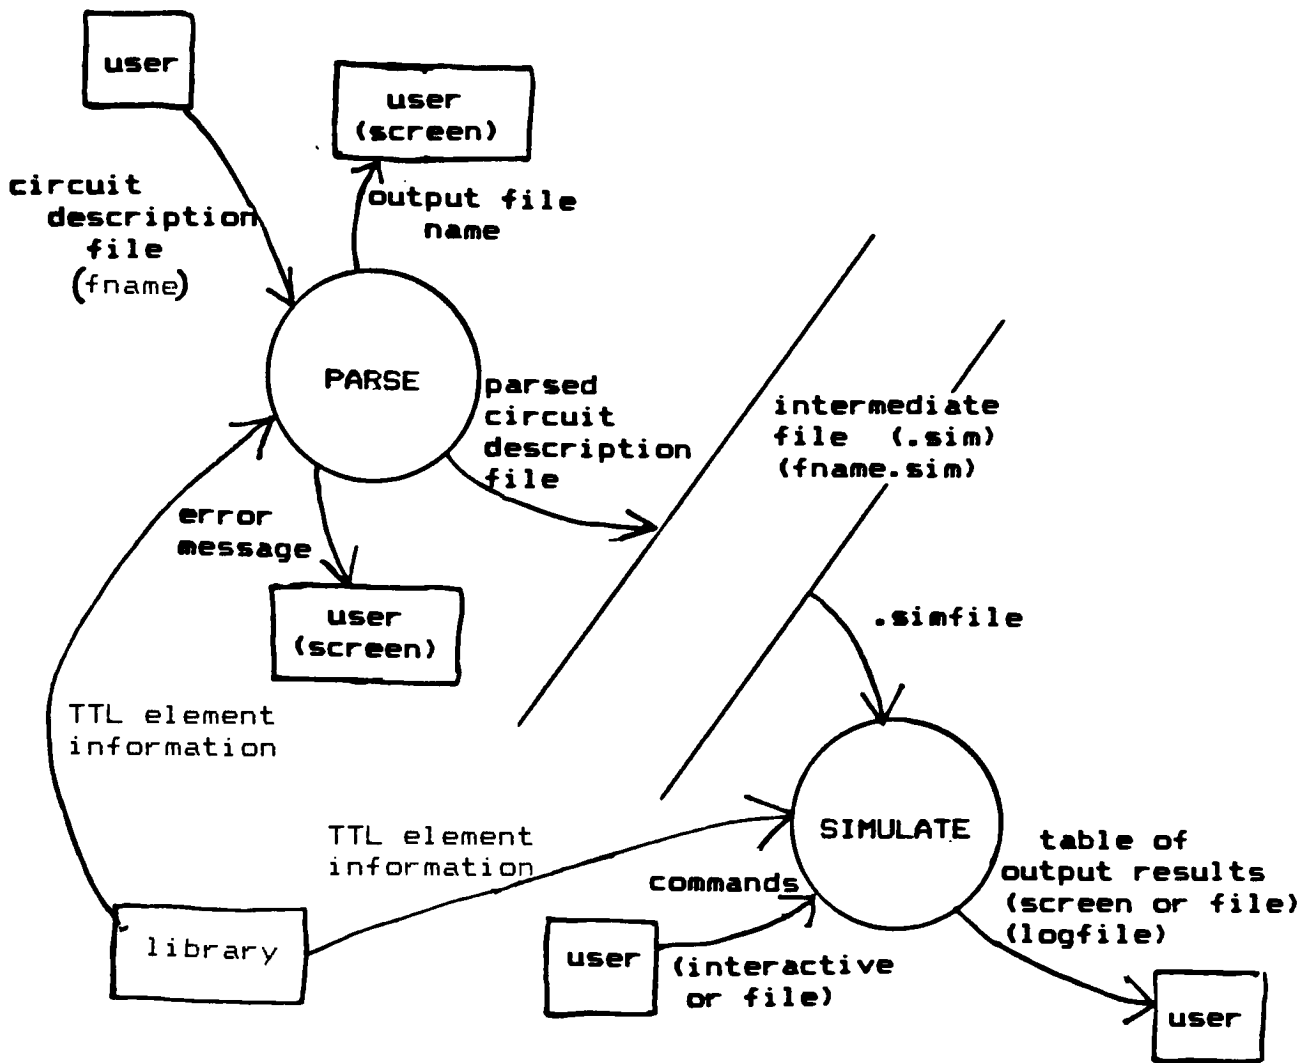 user
user
(screen)
circuit
description
file
(fname)
output file
name
PARSE
parsed
circuit
description
file
intermediate
file (.sim)
(fname.sim)
error
message
user
(screen)
.simfile
TTL element
information
TTL element
information
SIMULATE
commands
table of
output results
(screen or file)
(logfile)
library
user
(interactive
or file)
user